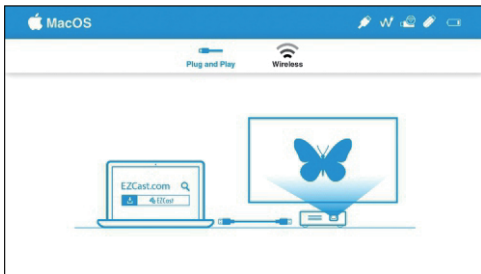 MacOS
Plug and Play
Wireless
EZCast.com
EZCast